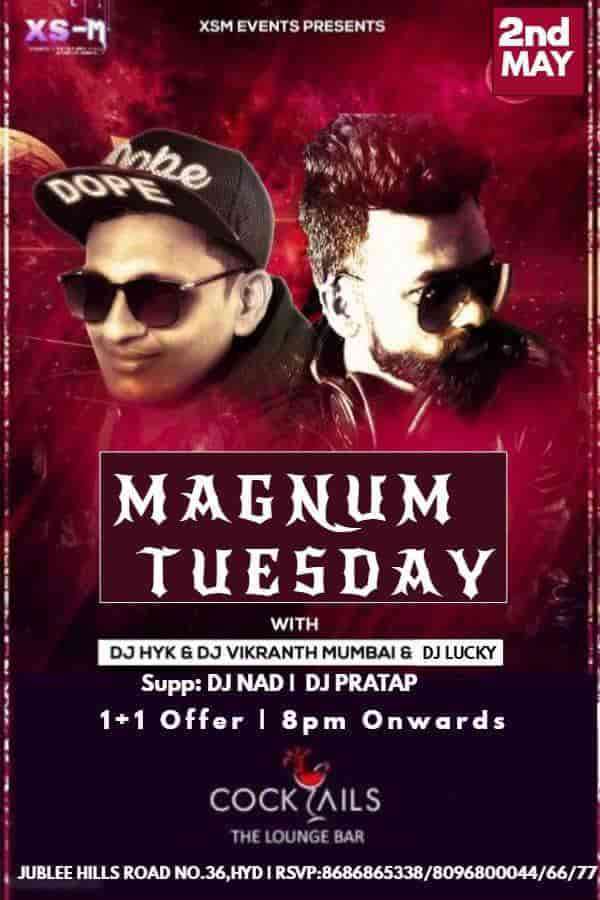 XS-M
XSM EVENTS PRESENTS
2nd
MAY
Dope
DOPE
MAGNUM
TUESDAY
WITH
DJ HYK & DJ VIKRANTH MUMBAI & DJ LUCKY
Supp: DJ NAD | DJ PRATAP
1+1 Offer | 8pm Onwards
COCKTAILS
THE LOUNGE BAR
JUBLEE HILLS ROAD NO.36,HYD | RSVP:8686865338/8096800044/66/77